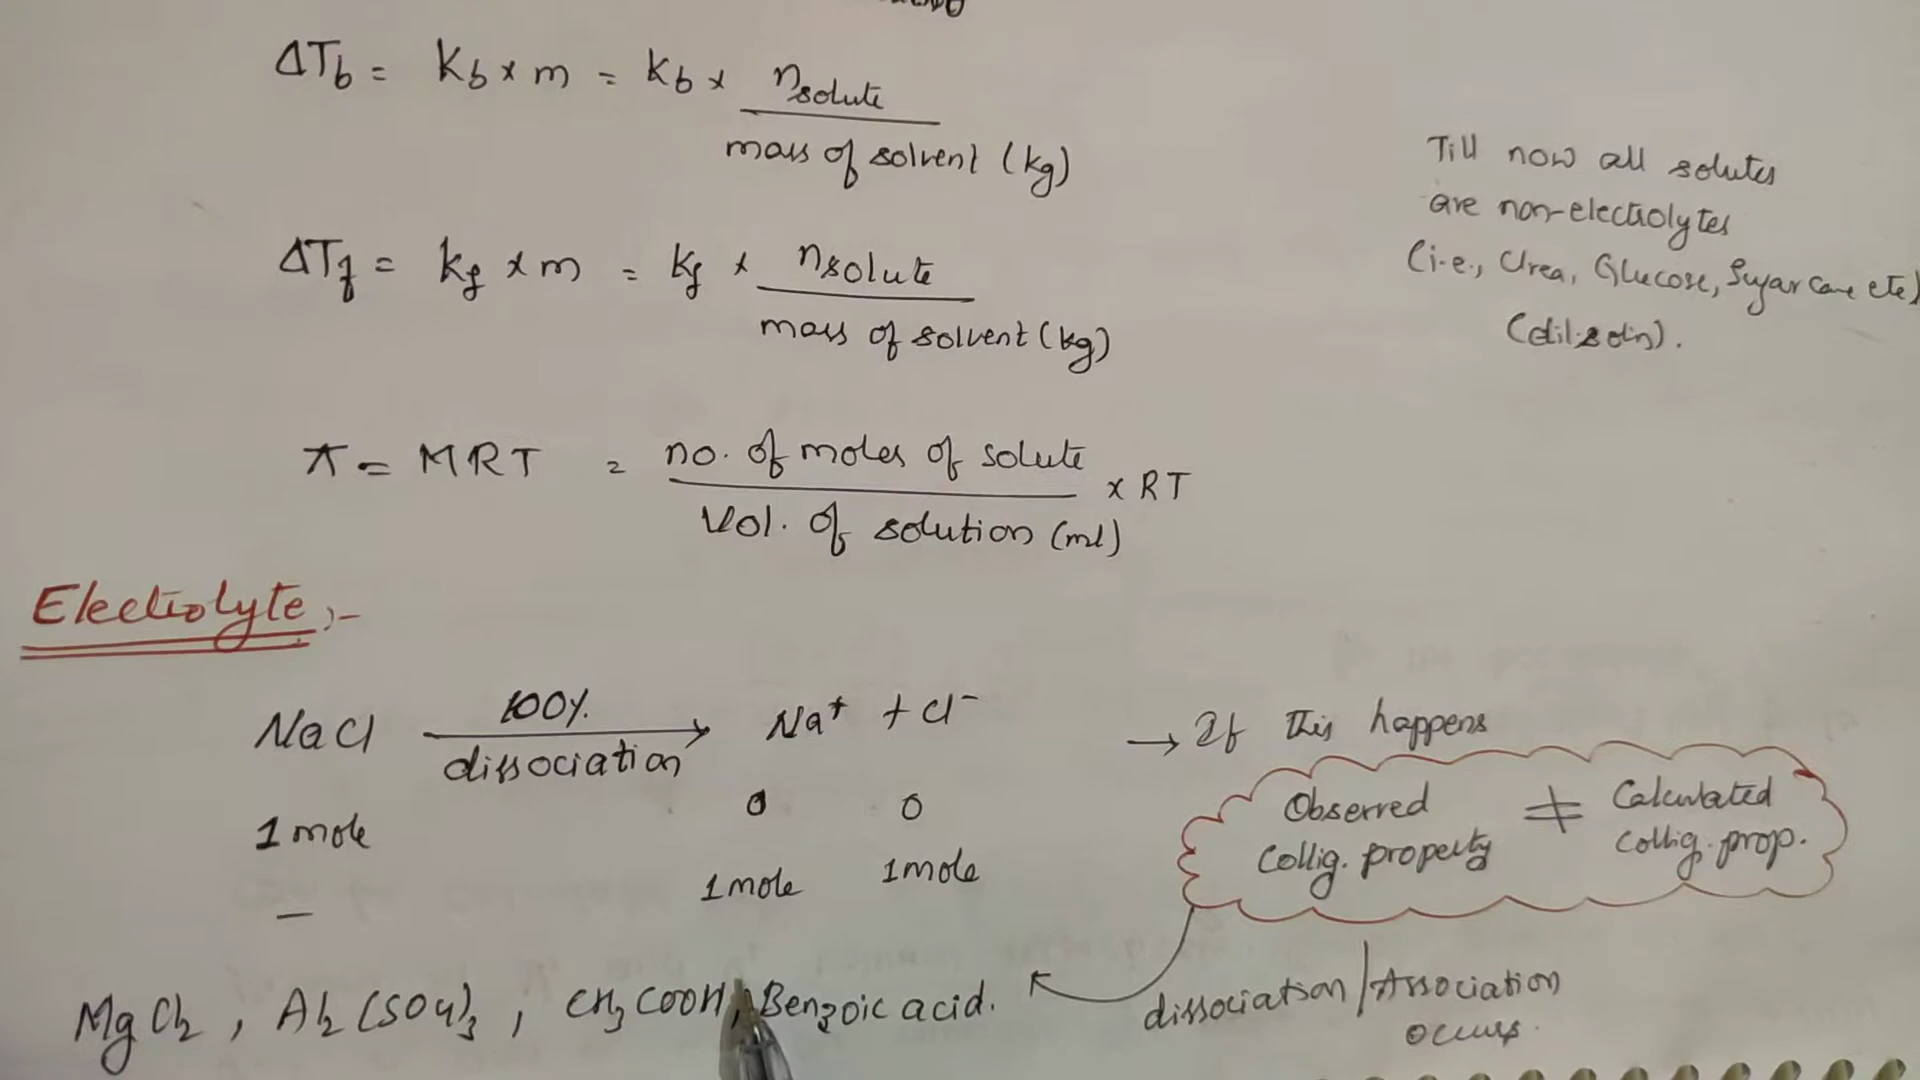 ΔTb = Kb × m = Kb × nsolute / mass of solvent (kg)
Till now all solutes
are non-electrolytes
(i.e., Urea, Glucose, Sugarcane etc)
(dil. soln).
ΔTf = Kf × m = Kf × nsolute / mass of solvent (kg)
π = MRT = no. of moles of solute / Vol. of solution (ml) × RT
Electrolyte :-
NaCl 100% dissociation → Na⁺ + Cl⁻
→ If this happens
1 mole 0 0
— 1 mole 1 mole
Observed Collig. property ≠ Calculated Collig. prop.
dissociation / Association
occurs.
MgCl2 , Al2(SO4)3 , CH3COOH, Benzoic acid.